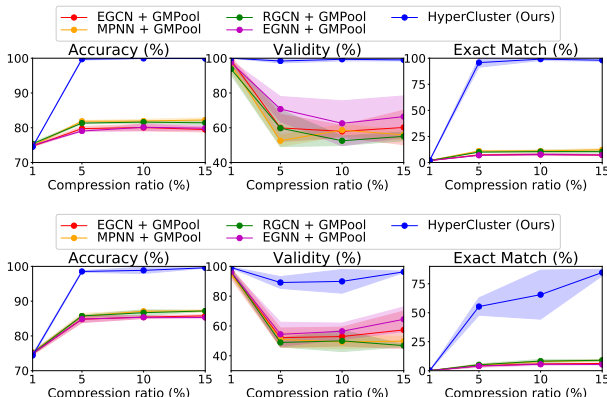 EGCN + GMPool RGCN + GMPool HyperCluster (Ours)
MPNN + GMPool EGNN + GMPool
Accuracy (%) Validity (%) Exact Match (%)
100 100 100
90 80 75
80 60 50
70 40 25
0
1 5 10 15 1 5 10 15 1 5 10 15
Compression ratio (%) Compression ratio (%) Compression ratio (%)
EGCN + GMPool RGCN + GMPool HyperCluster (Ours)
MPNN + GMPool EGNN + GMPool
Accuracy (%) Validity (%) Exact Match (%)
100 100
90 80 75
80 60 50
70 40 25
0
1 5 10 15 1 5 10 15 1 5 10 15
Compression ratio (%) Compression ratio (%) Compression ratio (%)